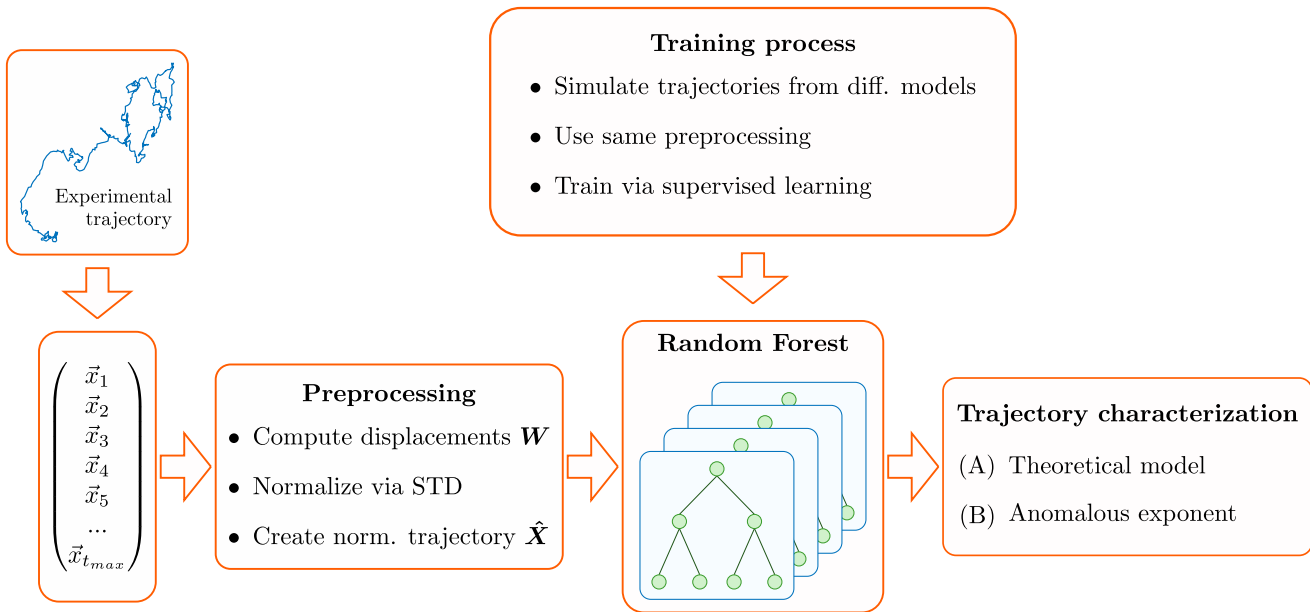 Training process
• Simulate trajectories from diff. models
• Use same preprocessing
• Train via supervised learning
Experimental
trajectory
x⃗₁
x⃗₂
x⃗₃
x⃗₄
x⃗₅
...
x⃗ₜₘₐₓ
Preprocessing
• Compute displacements W
• Normalize via STD
• Create norm. trajectory X̂
Random Forest
Trajectory characterization
(A) Theoretical model
(B) Anomalous exponent